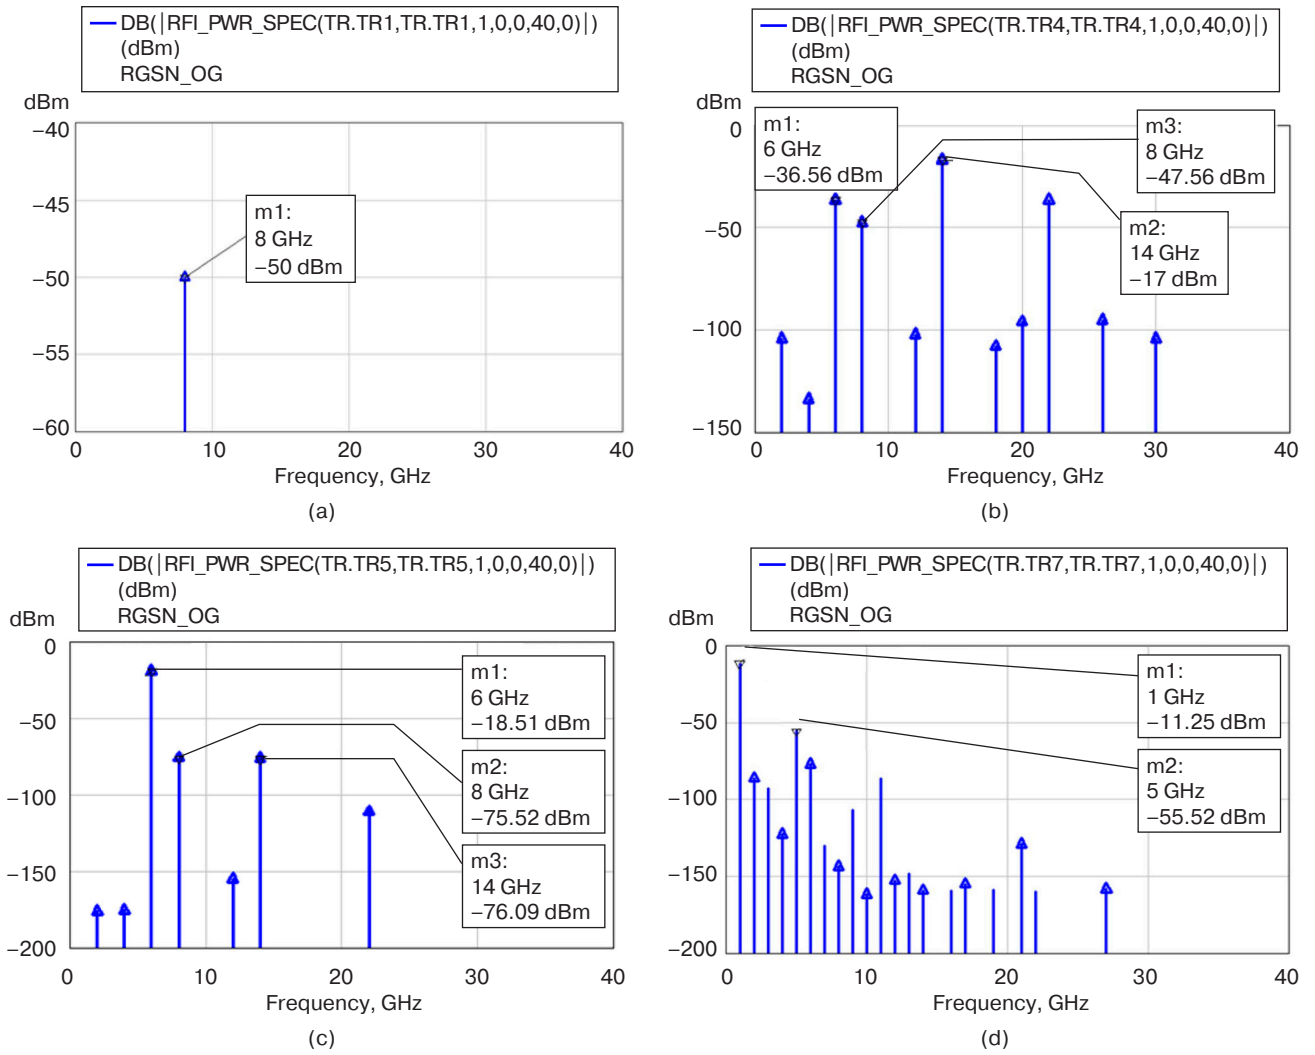 DB(|RFI_PWR_SPEC(TR.TR1,TR.TR1,1,0,0,40,0)|)
(dBm)
RGSN_OG
dBm
−40
−45
−50
−55
−60
m1:
8 GHz
−50 dBm
0 10 20 30 40
Frequency, GHz
(a)
DB(|RFI_PWR_SPEC(TR.TR4,TR.TR4,1,0,0,40,0)|)
(dBm)
RGSN_OG
dBm
0
−50
−100
−150
m1:
6 GHz
−36.56 dBm
m3:
8 GHz
−47.56 dBm
m2:
14 GHz
−17 dBm
0 10 20 30 40
Frequency, GHz
(b)
DB(|RFI_PWR_SPEC(TR.TR5,TR.TR5,1,0,0,40,0)|)
(dBm)
RGSN_OG
dBm
0
−50
−100
−150
−200
m1:
6 GHz
−18.51 dBm
m2:
8 GHz
−75.52 dBm
m3:
14 GHz
−76.09 dBm
0 10 20 30 40
Frequency, GHz
(c)
DB(|RFI_PWR_SPEC(TR.TR7,TR.TR7,1,0,0,40,0)|)
(dBm)
RGSN_OG
dBm
0
−50
−100
−150
−200
m1:
1 GHz
−11.25 dBm
m2:
5 GHz
−55.52 dBm
0 10 20 30 40
Frequency, GHz
(d)